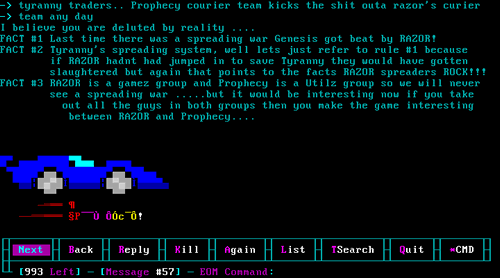 -> tyranny traders.. Prophecy courier team kicks the shit outa razor's curier
-> team any day
I believe you are deluted by reality ....
FACT #1 Last time there was a spreading war Genesis got beat by RAZOR!
FACT #2 Tyranny's spreading system, well lets just refer to rule #1 because
if RAZOR hadnt had jumped in to save Tyranny they would have gotten
slaughtered but again that points to the facts RAZOR spreaders ROCK!!!
FACT #3 RAZOR is a gamez group and Prophecy is a Utilz group so we will never
see a spreading war .....but it would be interesting now if you take
out all the guys in both groups then you make the game interesting
between RAZOR and Prophecy....
Next Back Reply Kill Again List TSearch Quit *CMD
[993 Left] - [Message #57] - EOM Command: